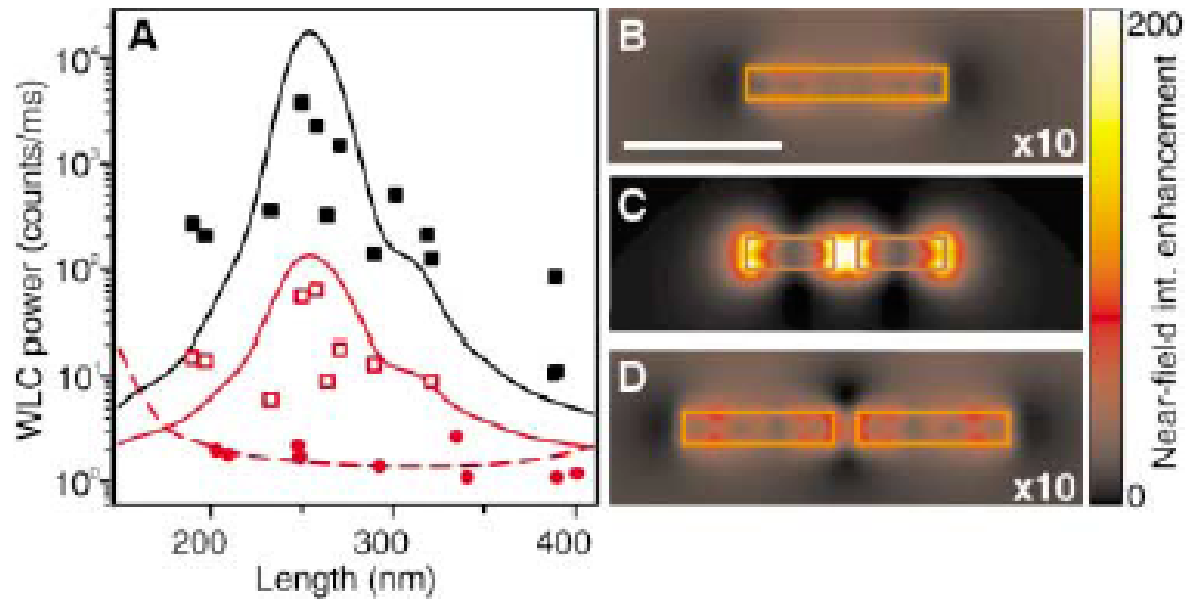 A
WLC power (counts/ms)
10⁴
10³
10²
10¹
10⁰
200
300
400
Length (nm)
B
x10
C
D
x10
200
0
Near-field int. enhancement